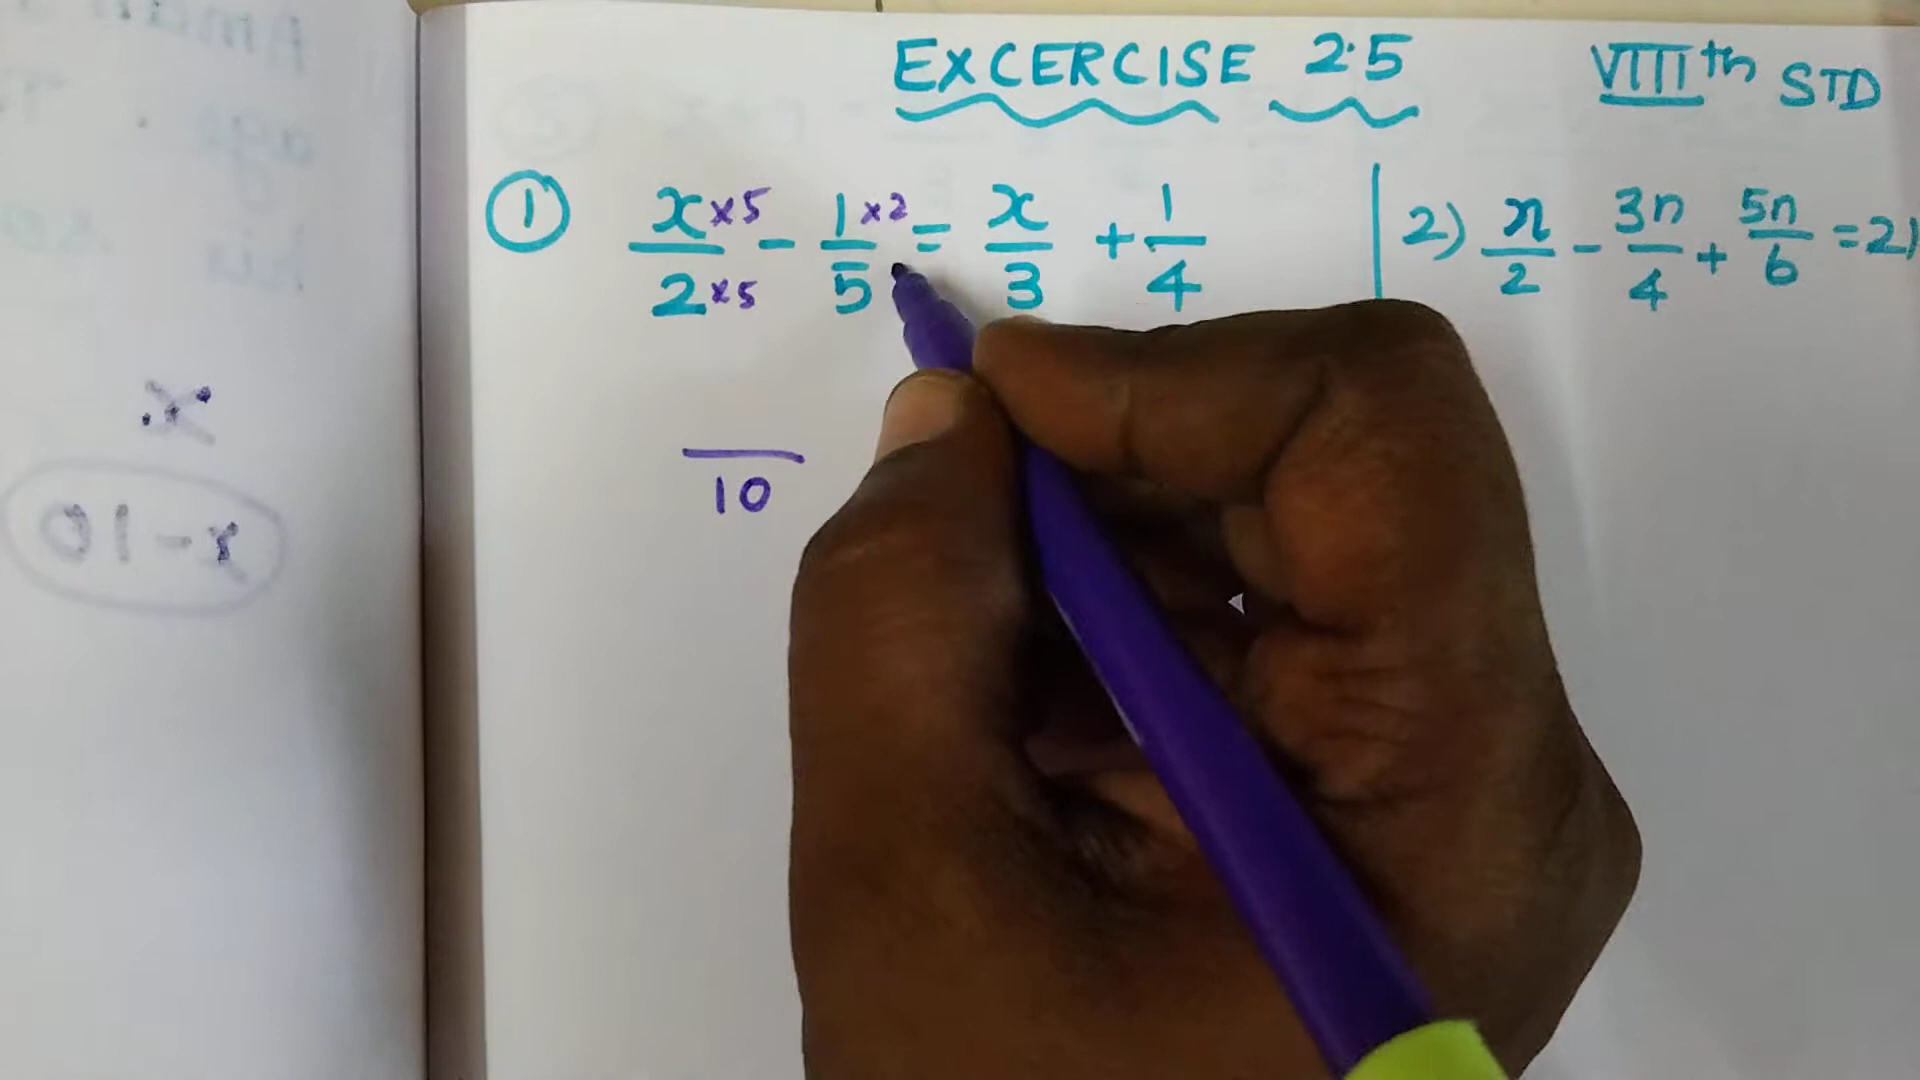 EXCERCISE 2.5
VIIIth STD
① x×5/2×5 - 1×2/5 = x/3 + 1/4
2) n/2 - 3n/4 + 5n/6 = 21
/10
x
x-10